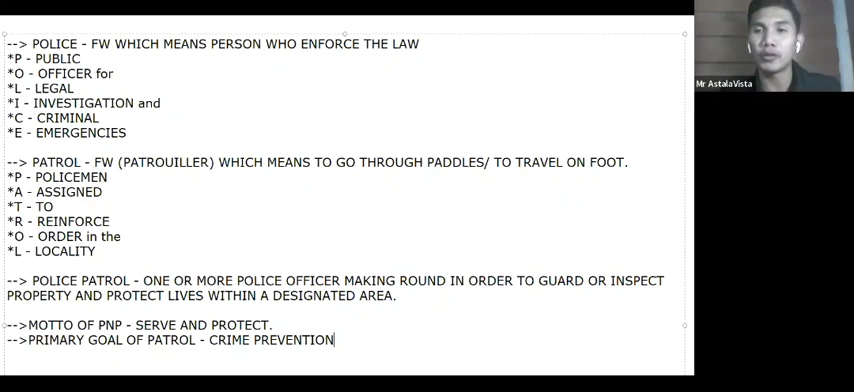 --> POLICE - FW WHICH MEANS PERSON WHO ENFORCE THE LAW
*P - PUBLIC
*O - OFFICER for
*L - LEGAL
*I - INVESTIGATION and
*C - CRIMINAL
*E - EMERGENCIES
--> PATROL - FW (PATROUILLER) WHICH MEANS TO GO THROUGH PADDLES/ TO TRAVEL ON FOOT.
*P - POLICEMEN
*A - ASSIGNED
*T - TO
*R - REINFORCE
*O - ORDER in the
*L - LOCALITY
--> POLICE PATROL - ONE OR MORE POLICE OFFICER MAKING ROUND IN ORDER TO GUARD OR INSPECT
PROPERTY AND PROTECT LIVES WITHIN A DESIGNATED AREA.
-->MOTTO OF PNP - SERVE AND PROTECT.
-->PRIMARY GOAL OF PATROL - CRIME PREVENTION
Mr AstalaVista